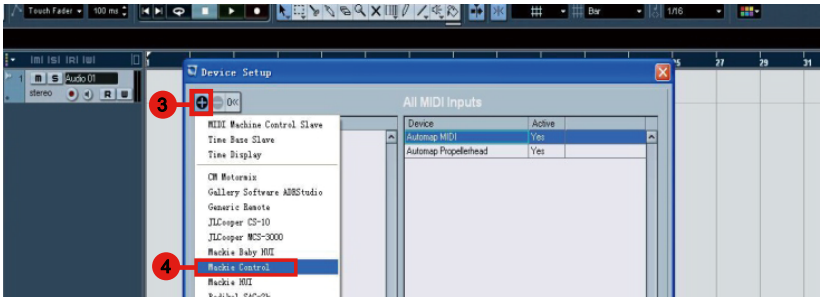 Touch Fader 100 ms Bar 1/16
27 29 31
1 m S Audio 01
stereo R W
Device Setup
3
All MIDI Inputs
Device Active
Automap MIDI Yes
Automap Propellerhead Yes
MIDI Machine Control Slave
Time Base Slave
Time Display
CM Motormix
Gallery Software ADRStudio
Generic Remote
JLCooper CS-10
JLCooper MCS-3000
Mackie Baby HUI
4
Mackie Control
Mackie HUI